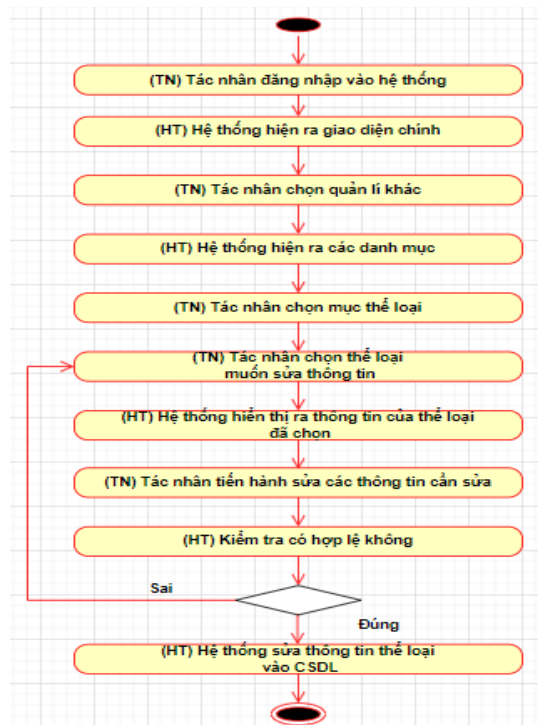 (TN) Tác nhân đăng nhập vào hệ thống
(HT) Hệ thống hiện ra giao diện chính
(TN) Tác nhân chọn quản lí khác
(HT) Hệ thống hiện ra các danh mục
(TN) Tác nhân chọn mục thể loại
(TN) Tác nhân chọn thể loại
muốn sửa thông tin
(HT) Hệ thống hiển thị ra thông tin của thể loại
đã chọn
(TN) Tác nhân tiến hành sửa các thông tin cần sửa
(HT) Kiểm tra có hợp lệ không
Sai
Đúng
(HT) Hệ thống sửa thông tin thể loại
vào CSDL